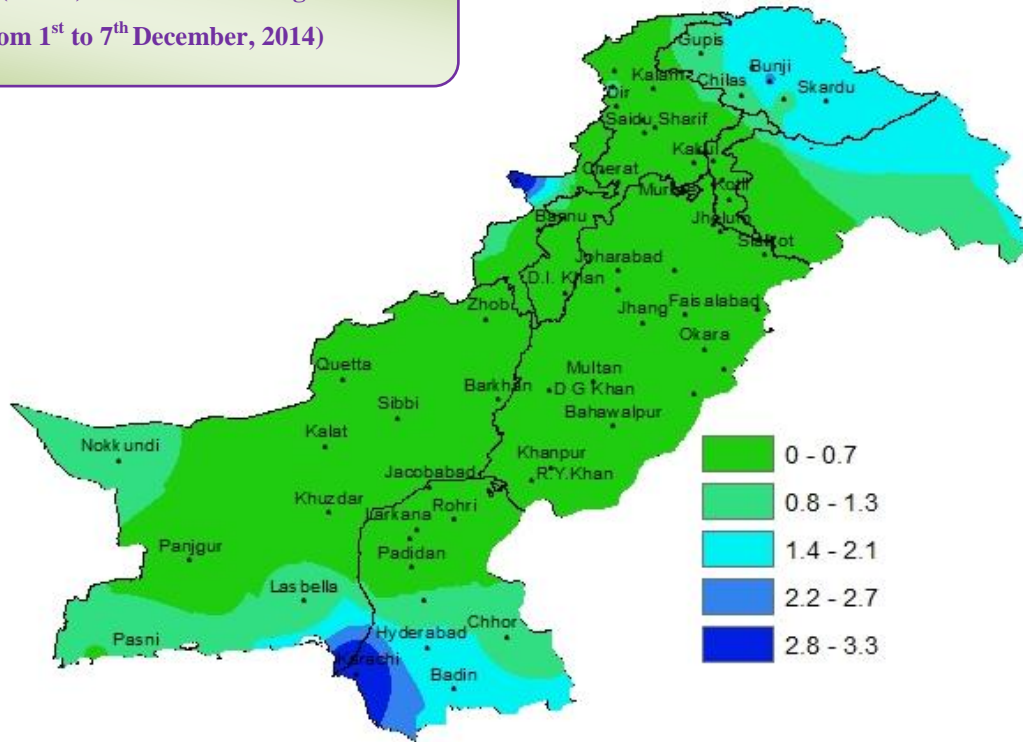 om 1st to 7th December, 2014)
Gupis
Bunji
Kalam
Chilas
Skardu
Dir
Saidu Sharif
Kakul
Cherat
Murree
Kotli
Bannu
Jhelum
Sialkot
Joharabad
D.I. Khan
Zhob
Jhang
Faisalabad
Okara
Quetta
Multan
Barkhan
D G Khan
Sibbi
Bahawalpur
Nokkundi
Kalat
Khanpur
Jacobabad
R.Y.Khan
Khuzdar
Rohri
Larkana
Panjgur
Padidan
Lasbella
Chhor
Pasni
Hyderabad
Karachi
Badin
0 - 0.7
0.8 - 1.3
1.4 - 2.1
2.2 - 2.7
2.8 - 3.3